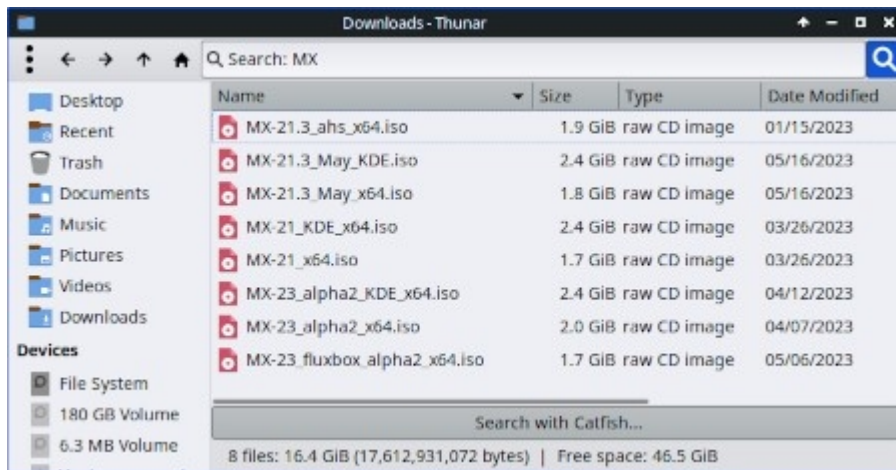 Downloads - Thunar
Search: MX
Desktop
Recent
Trash
Documents
Music
Pictures
Videos
Downloads
Devices
File System
180 GB Volume
6.3 MB Volume
Name Size Type Date Modified
MX-21.3_ahs_x64.iso 1.9 GiB raw CD image 01/15/2023
MX-21.3_May_KDE.iso 2.4 GiB raw CD image 05/16/2023
MX-21.3_May_x64.iso 1.8 GiB raw CD image 05/16/2023
MX-21_KDE_x64.iso 2.4 GiB raw CD image 03/26/2023
MX-21_x64.iso 1.7 GiB raw CD image 03/26/2023
MX-23_alpha2_KDE_x64.iso 2.4 GiB raw CD image 04/12/2023
MX-23_alpha2_x64.iso 2.0 GiB raw CD image 04/07/2023
MX-23_fluxbox_alpha2_x64.iso 1.7 GiB raw CD image 05/06/2023
Search with Catfish...
8 files: 16.4 GiB (17,612,931,072 bytes) | Free space: 46.5 GiB